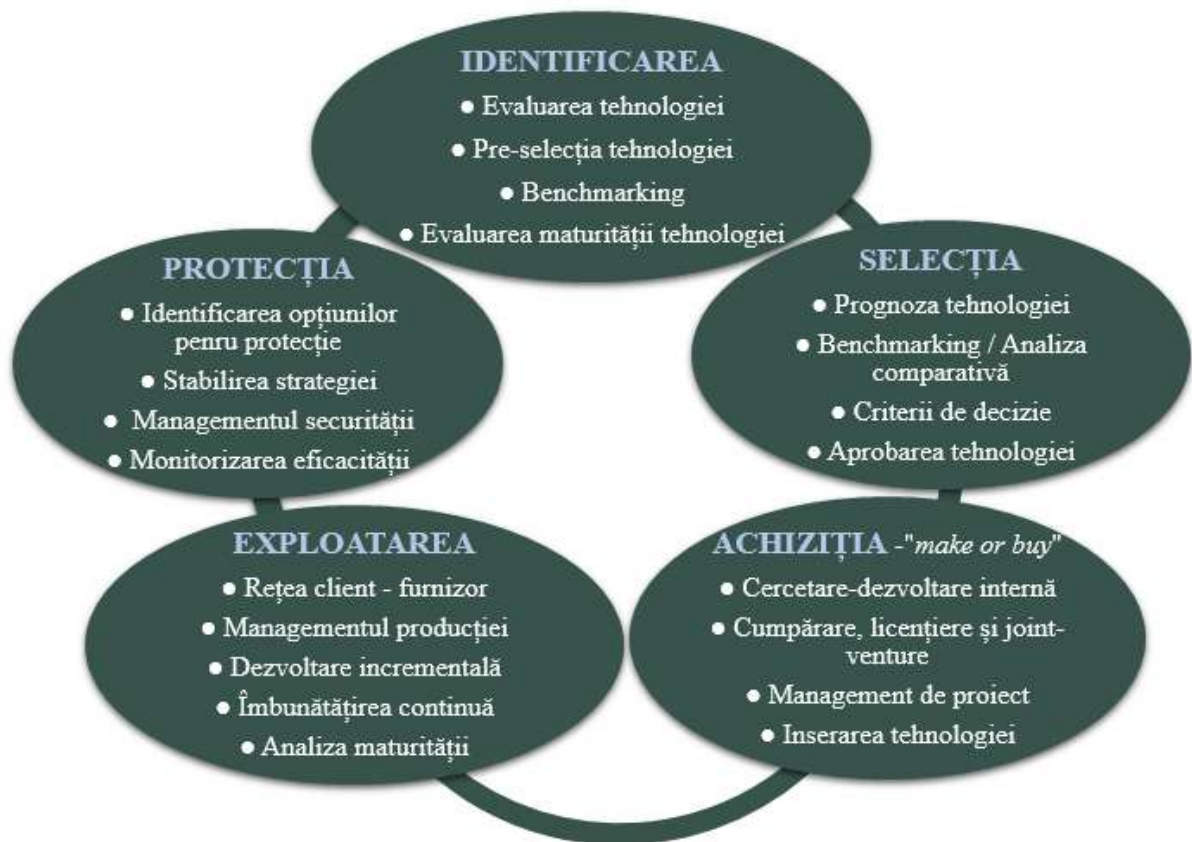 IDENTIFICAREA
● Evaluarea tehnologiei
● Pre-selecția tehnologiei
● Benchmarking
● Evaluarea maturității tehnologiei
SELECȚIA
● Prognoza tehnologiei
● Benchmarking / Analiza
comparativă
● Criterii de decizie
● Aprobarea tehnologiei
ACHIZIȚIA -"make or buy"
● Cercetare-dezvoltare internă
● Cumpărare, licențiere și joint-
venture
● Management de proiect
● Inserarea tehnologiei
EXPLOATAREA
● Rețea client - furnizor
● Managementul producției
● Dezvoltare incrementală
● Îmbunătățirea continuă
● Analiza maturității
PROTECȚIA
● Identificarea opțiunilor
penru protecție
● Stabilirea strategiei
● Managementul securității
● Monitorizarea eficacității